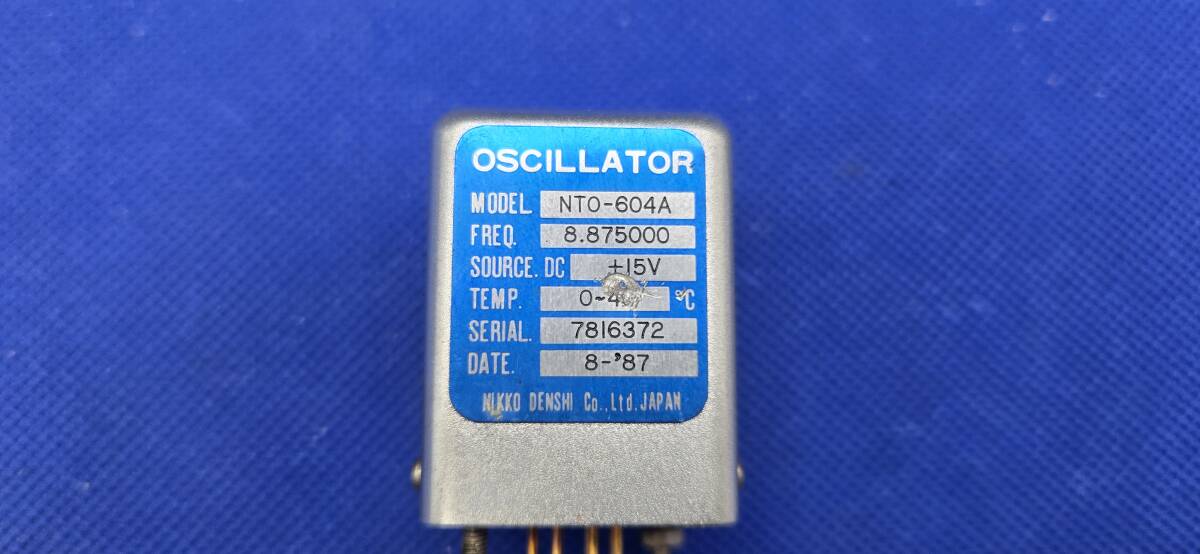 OSCILLATOR
MODEL. NTO-604A
FREQ. 8.875000
SOURCE. DC +15V
TEMP. °C
SERIAL. 7816372
DATE. 8-'87
NIKKO DENSHI Co.,Ltd. JAPAN